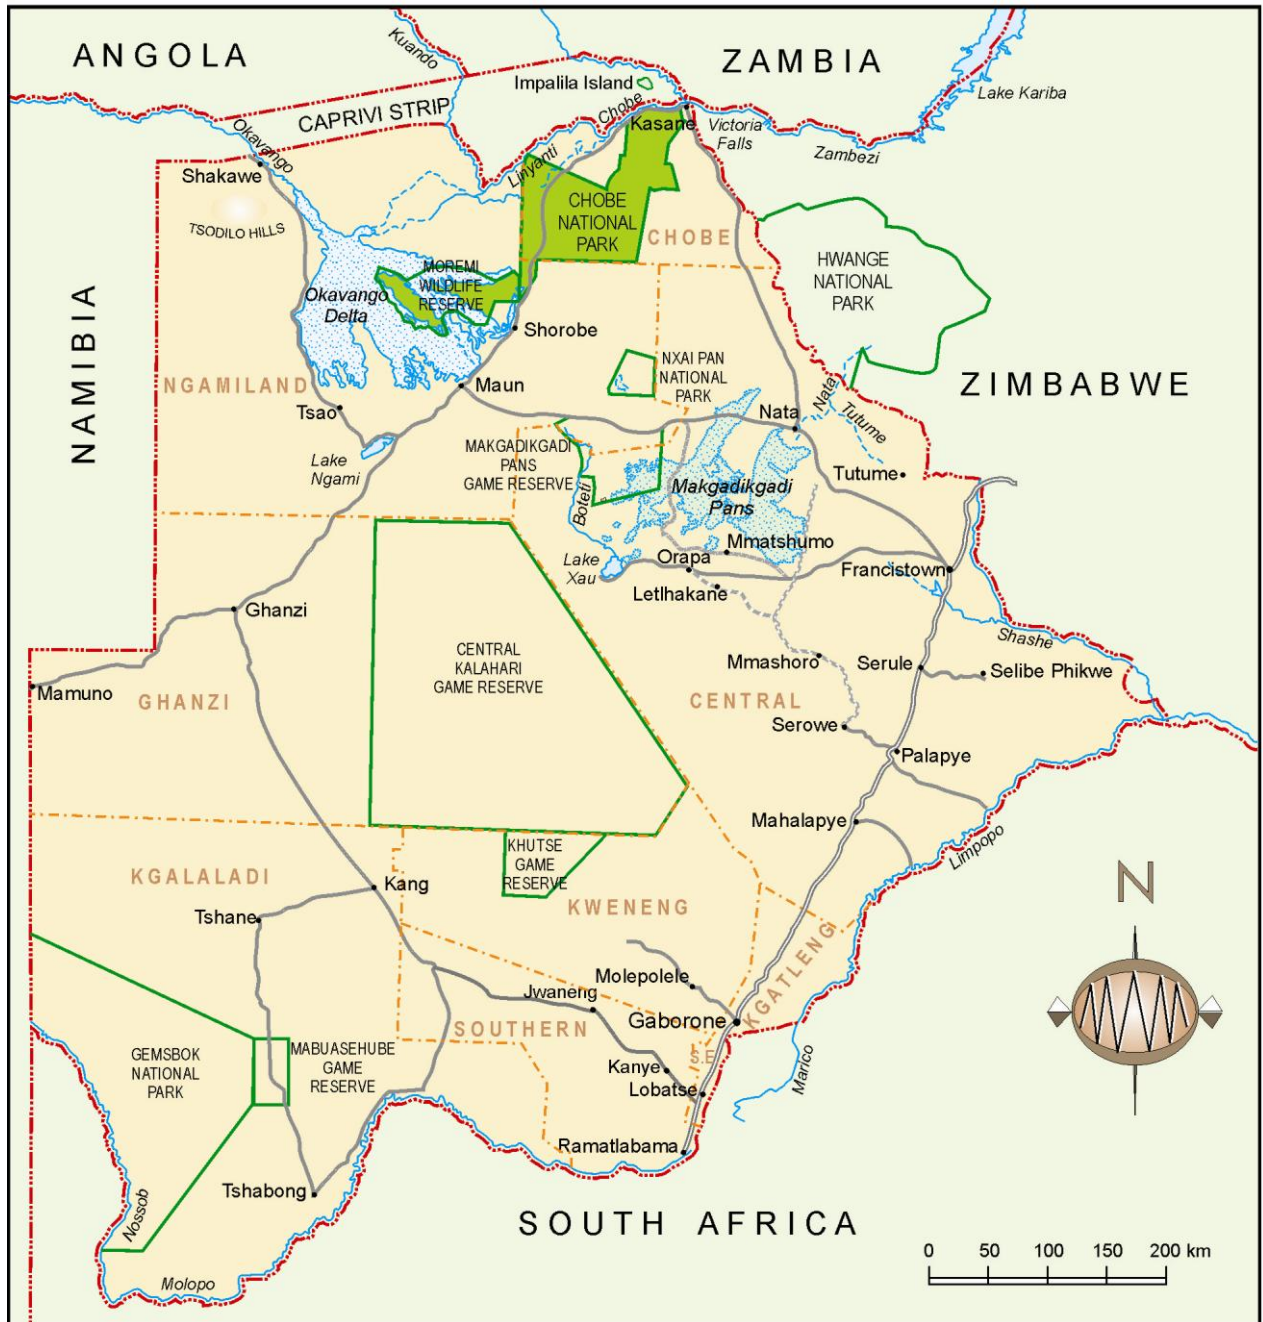 ANGOLA
ZAMBIA
Kuando
Impalila Island
Lake Kariba
CAPRIVI STRIP
Chobe
Kasane
Victoria
Falls
Zambezi
Okavango
Linyanti
Shakawe
TSODILO HILLS
CHOBE
NATIONAL
PARK
CHOBE
HWANGE
NATIONAL
PARK
MOREMI
WILDLIFE
RESERVE
Okavango
Delta
Shorobe
NAMIBIA
NGAMILAND
Maun
NXAI PAN
NATIONAL
PARK
ZIMBABWE
Tsao
Nata
Nata
Tutume
Lake
Ngami
MAKGADIKGADI
PANS
GAME RESERVE
Boteti
Makgadikgadi
Pans
Tutume
Mmatshumo
Lake
Xau
Orapa
Letlhakane
Francistown
Ghanzi
Shashe
CENTRAL
KALAHARI
GAME RESERVE
Mmashoro
Serule
Selibe Phikwe
Mamuno
GHANZI
CENTRAL
Serowe
Palapye
Mahalapye
Limpopo
KHUTSE
GAME
RESERVE
KGALALADI
Kang
KWENENG
N
Tshane
KGATLENG
Molepolele
Jwaneng
Gaborone
SOUTHERN
S.E
GEMSBOK
NATIONAL
PARK
MABUASEHUBE
GAME
RESERVE
Kanye
Lobatse
Marico
Ramatlabama
Tshabong
Nossob
SOUTH AFRICA
Molopo
0 50 100 150 200 km